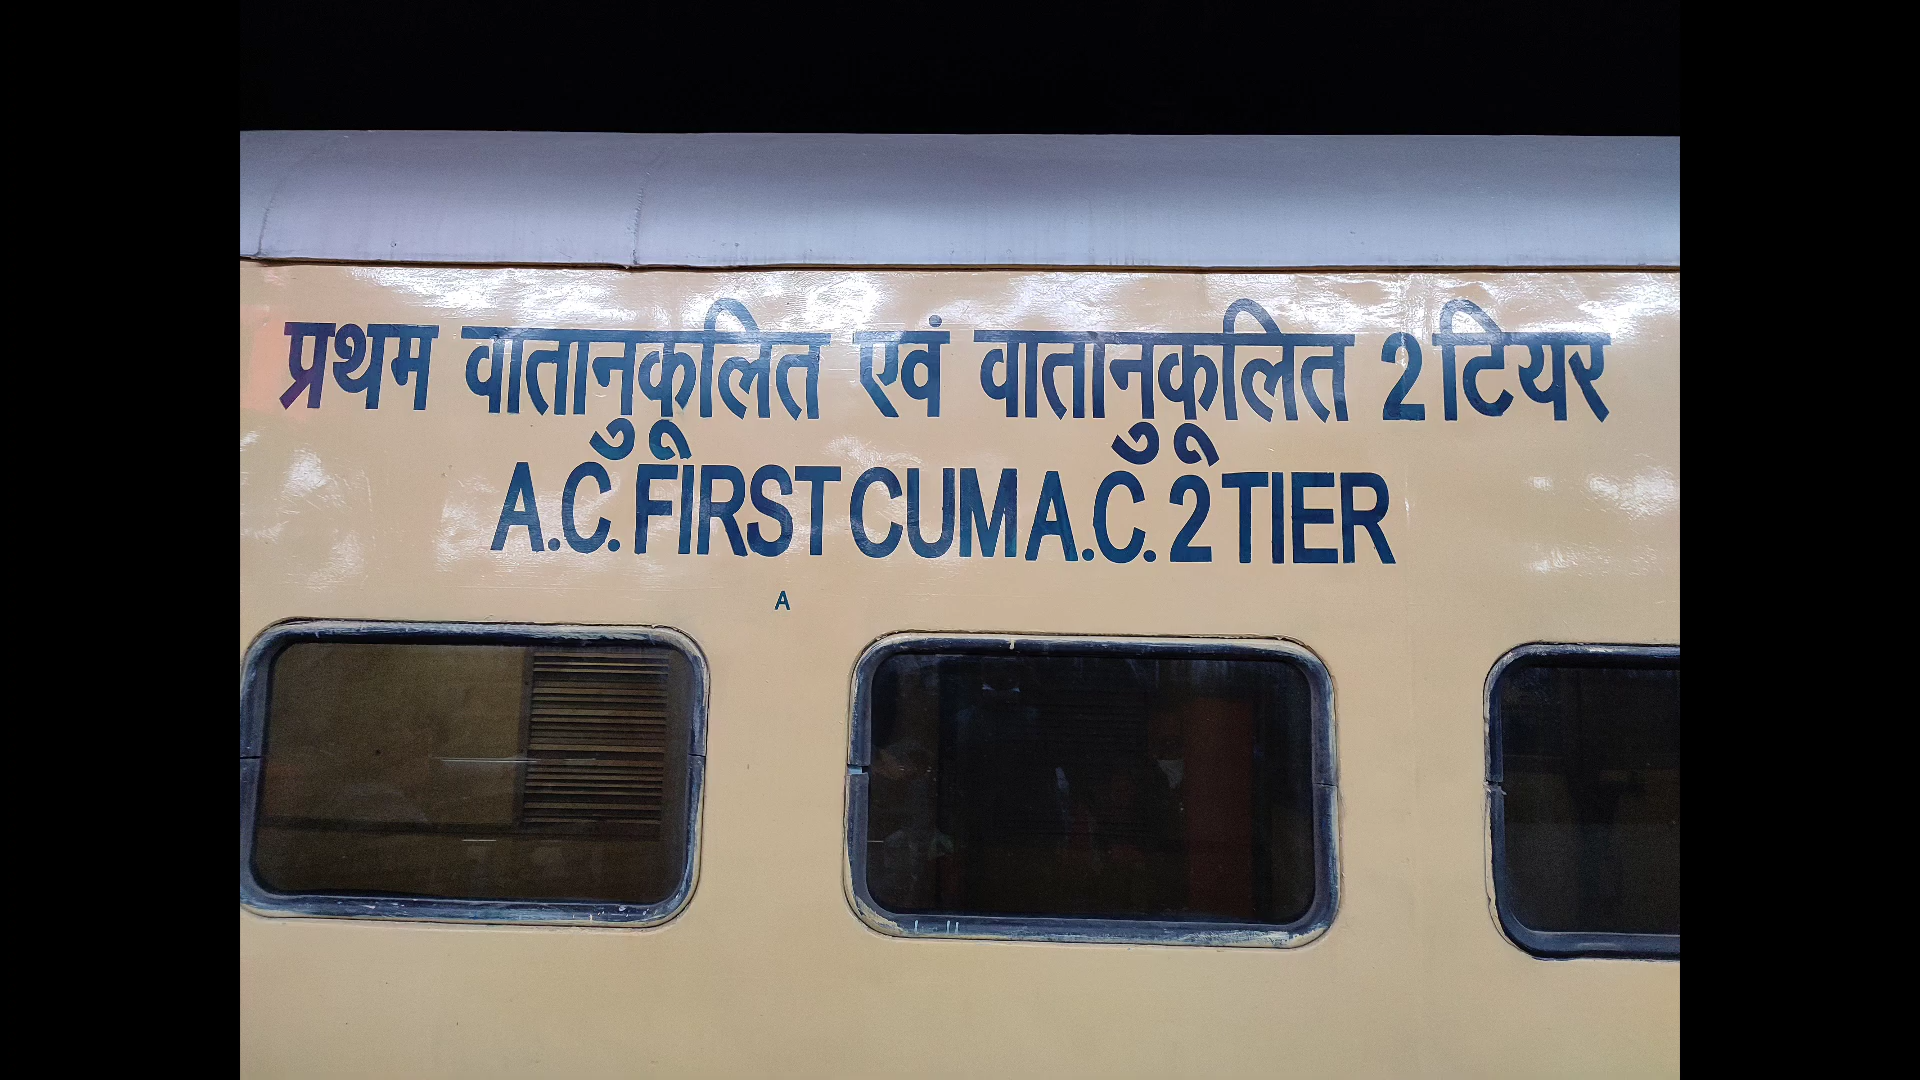 प्रथम वातानुकूलित एवं वातानुकूलित 2 टियर
A.C. FIRST CUM A.C. 2 TIER
A